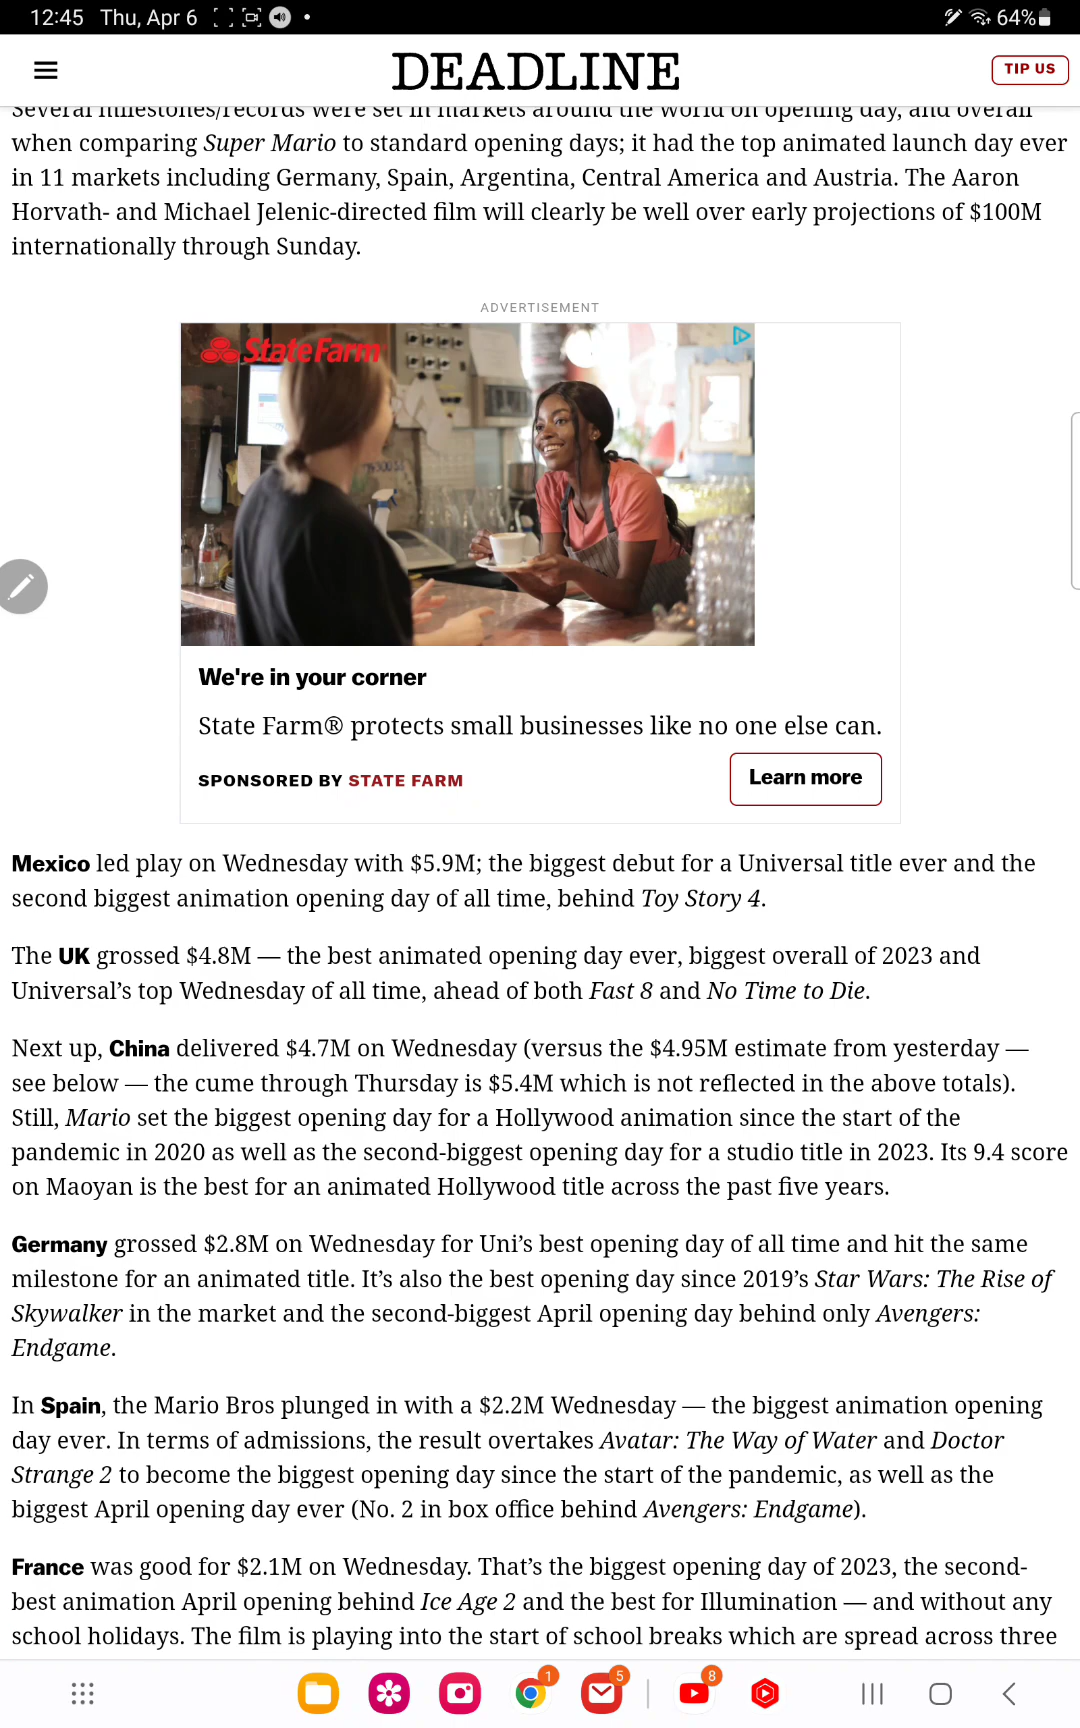 12:45 Thu, Apr 6
64%
DEADLINE
TIP US
Several milestones/records were set in markets around the world on opening day, and overall
when comparing Super Mario to standard opening days; it had the top animated launch day ever
in 11 markets including Germany, Spain, Argentina, Central America and Austria. The Aaron
Horvath- and Michael Jelenic-directed film will clearly be well over early projections of $100M
internationally through Sunday.
ADVERTISEMENT
StateFarm
We're in your corner
State Farm® protects small businesses like no one else can.
SPONSORED BY STATE FARM
Learn more
Mexico led play on Wednesday with $5.9M; the biggest debut for a Universal title ever and the
second biggest animation opening day of all time, behind Toy Story 4.
The UK grossed $4.8M — the best animated opening day ever, biggest overall of 2023 and
Universal’s top Wednesday of all time, ahead of both Fast 8 and No Time to Die.
Next up, China delivered $4.7M on Wednesday (versus the $4.95M estimate from yesterday —
see below — the cume through Thursday is $5.4M which is not reflected in the above totals).
Still, Mario set the biggest opening day for a Hollywood animation since the start of the
pandemic in 2020 as well as the second-biggest opening day for a studio title in 2023. Its 9.4 score
on Maoyan is the best for an animated Hollywood title across the past five years.
Germany grossed $2.8M on Wednesday for Uni’s best opening day of all time and hit the same
milestone for an animated title. It’s also the best opening day since 2019’s Star Wars: The Rise of
Skywalker in the market and the second-biggest April opening day behind only Avengers:
Endgame.
In Spain, the Mario Bros plunged in with a $2.2M Wednesday — the biggest animation opening
day ever. In terms of admissions, the result overtakes Avatar: The Way of Water and Doctor
Strange 2 to become the biggest opening day since the start of the pandemic, as well as the
biggest April opening day ever (No. 2 in box office behind Avengers: Endgame).
France was good for $2.1M on Wednesday. That’s the biggest opening day of 2023, the second-
best animation April opening behind Ice Age 2 and the best for Illumination — and without any
school holidays. The film is playing into the start of school breaks which are spread across three
1
5
8